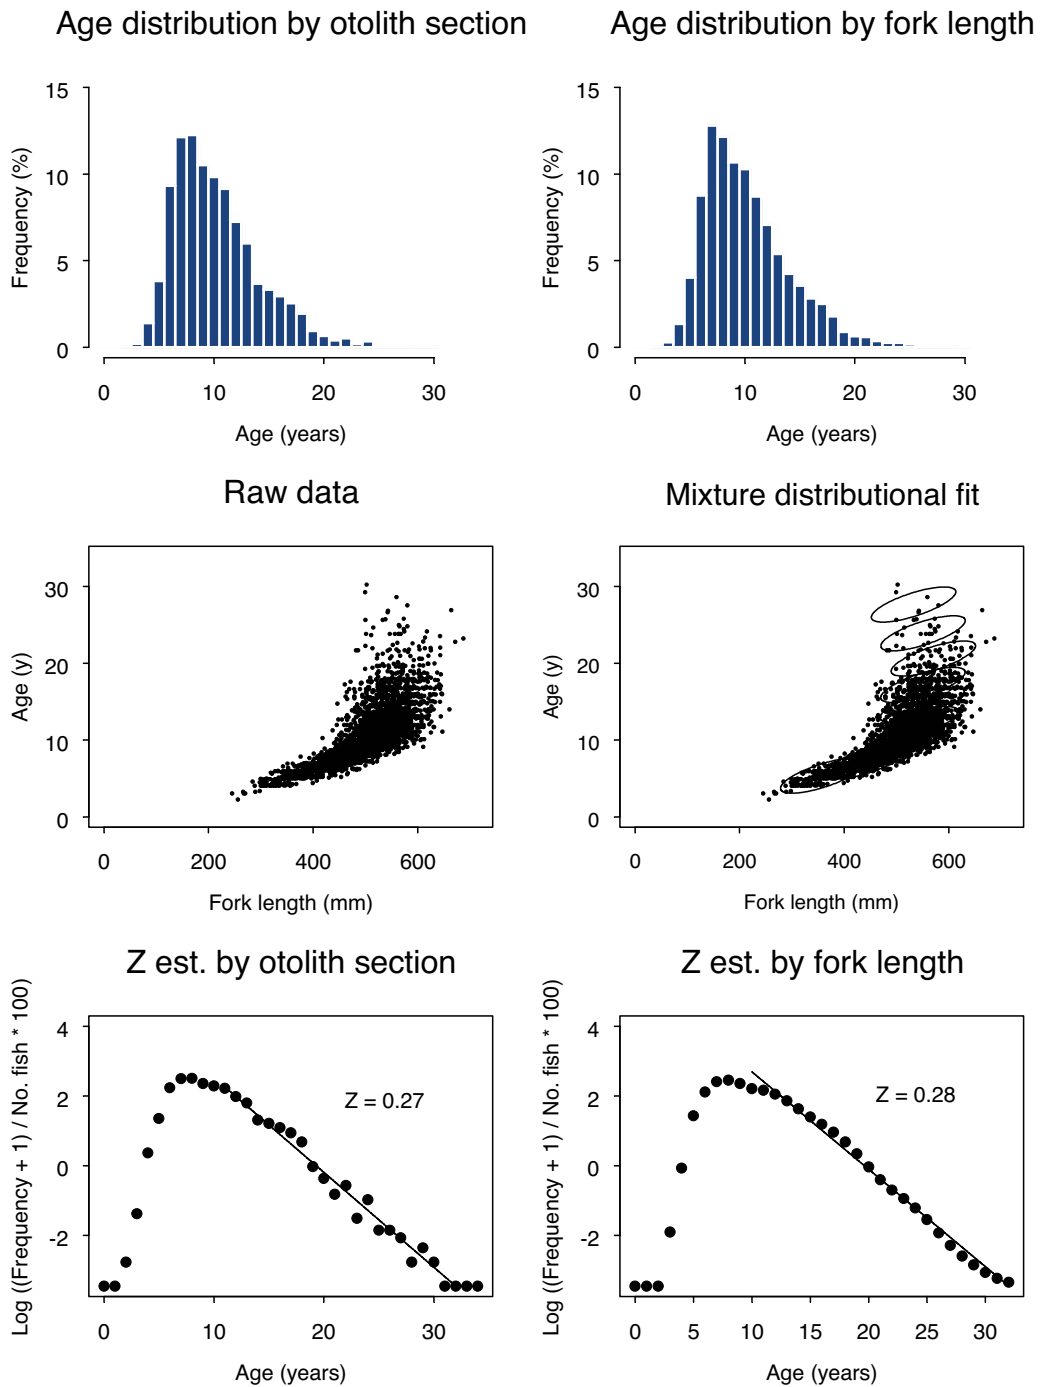 Age distribution by otolith section
Age distribution by fork length
15
10
5
0
Frequency (%)
0 10 20 30
Age (years)
15
10
5
0
Frequency (%)
0 10 20 30
Age (years)
Raw data
Mixture distributional fit
30
20
10
0
Age (y)
0 200 400 600
Fork length (mm)
30
20
10
0
Age (y)
0 200 400 600
Fork length (mm)
Z est. by otolith section
Z est. by fork length
4
2
0
-2
Log ((Frequency + 1) / No. fish * 100)
Z = 0.27
0 10 20 30
Age (years)
4
2
0
-2
Log ((Frequency + 1) / No. fish * 100)
Z = 0.28
0 5 10 15 20 25 30
Age (years)